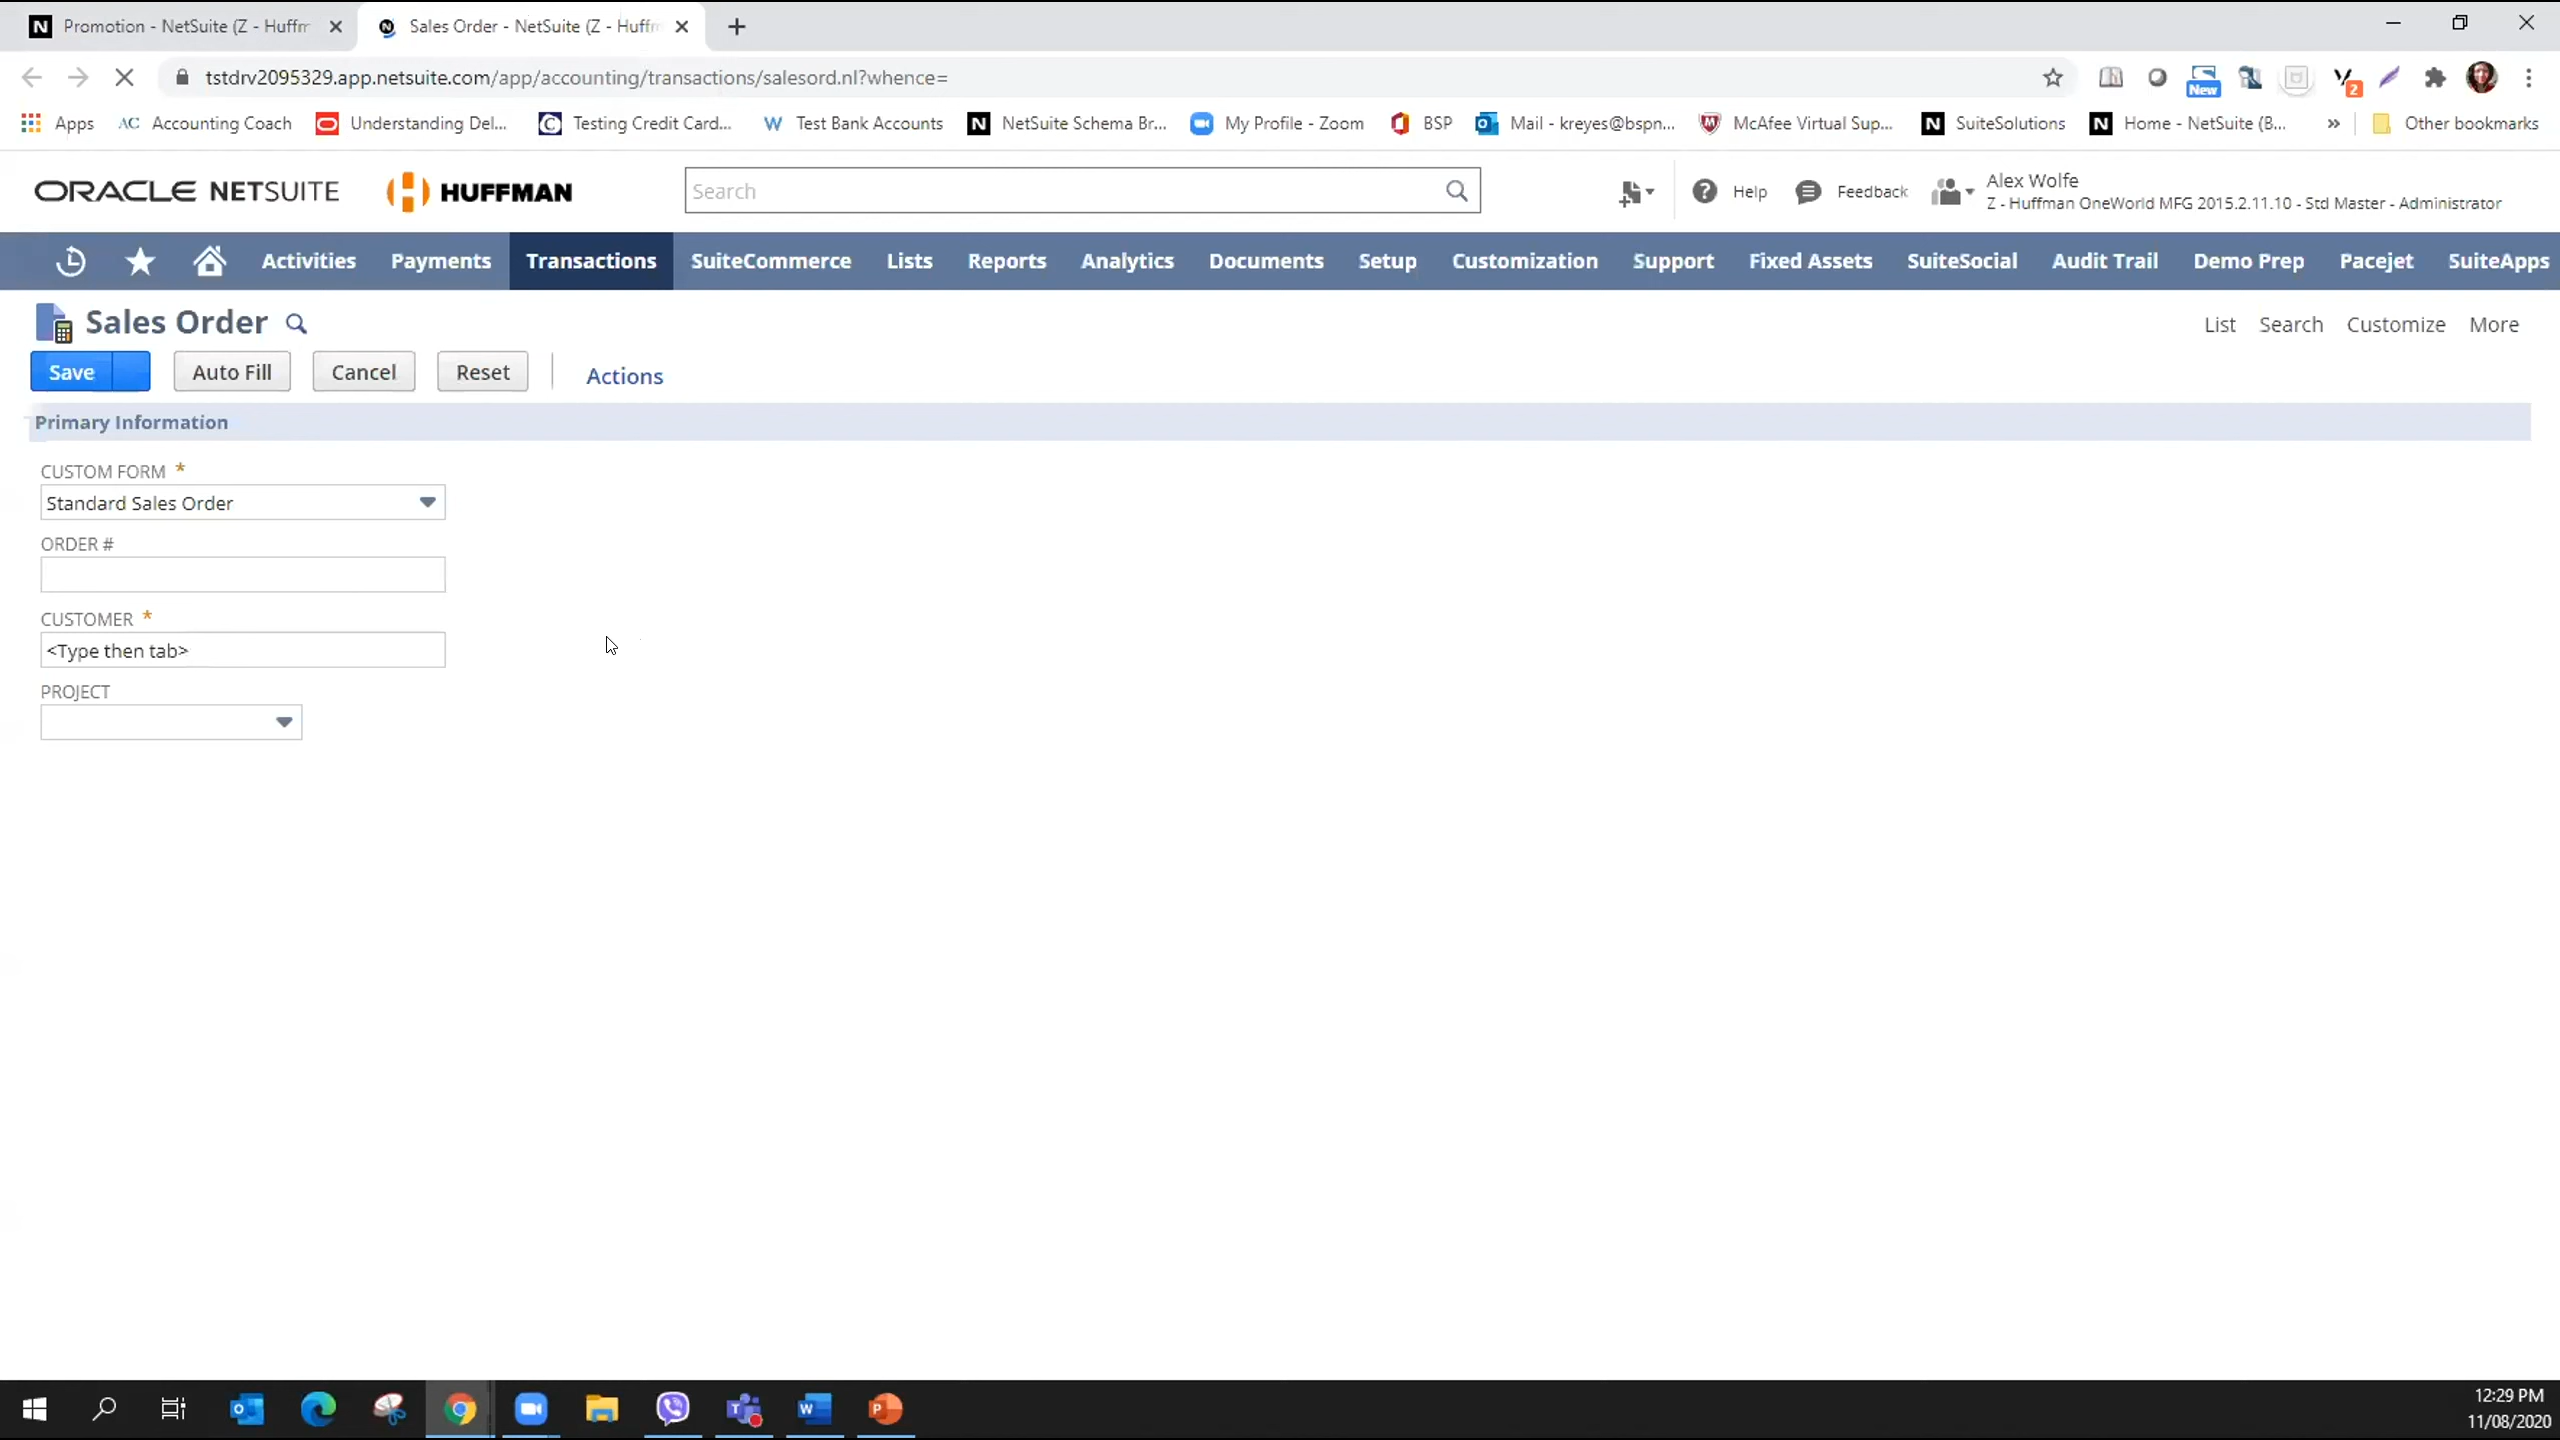 Promotion - NetSuite (Z - Huffm
Sales Order - NetSuite (Z - Huffm
tstdrv2095329.app.netsuite.com/app/accounting/transactions/salesord.nl?whence=
New
2
Apps
AC Accounting Coach
Understanding Del...
Testing Credit Card...
W Test Bank Accounts
NetSuite Schema Br...
My Profile - Zoom
BSP
Mail - kreyes@bspn...
McAfee Virtual Sup...
SuiteSolutions
Home - NetSuite (B...
»
Other bookmarks
ORACLE NETSUITE
HUFFMAN
Search
Help
Feedback
Alex Wolfe
Z - Huffman OneWorld MFG 2015.2.11.10 - Std Master - Administrator
Activities Payments Transactions SuiteCommerce Lists Reports Analytics Documents Setup Customization Support Fixed Assets SuiteSocial Audit Trail Demo Prep Pacejet SuiteApps
Sales Order
List Search Customize More
Save Auto Fill Cancel Reset Actions
Primary Information
CUSTOM FORM *
Standard Sales Order
ORDER #
CUSTOMER *
<Type then tab>
PROJECT
12:29 PM
11/08/2020